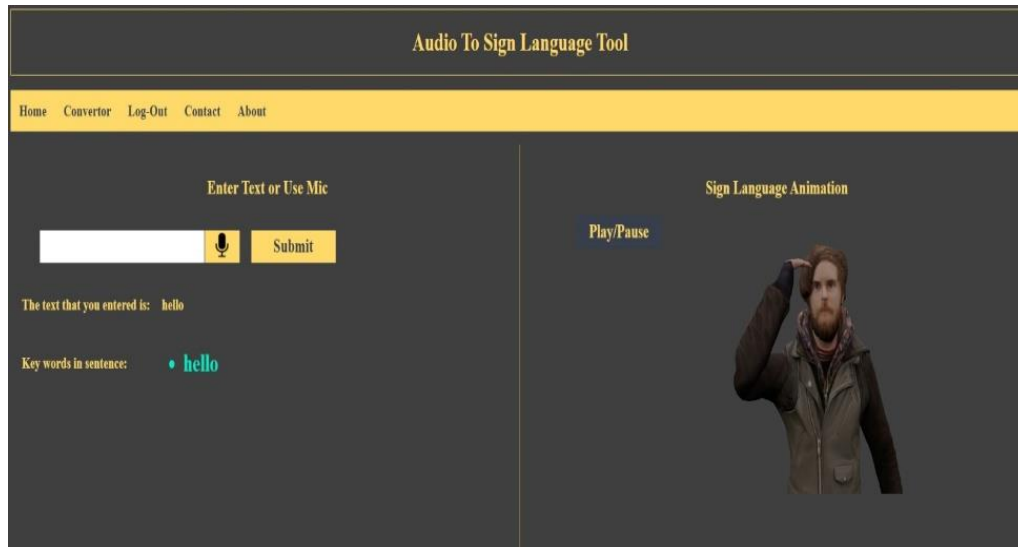 Audio To Sign Language Tool
Home Convertor Log-Out Contact About
Enter Text or Use Mic
Submit
The text that you entered is: hello
Key words in sentence:
• hello
Sign Language Animation
Play/Pause